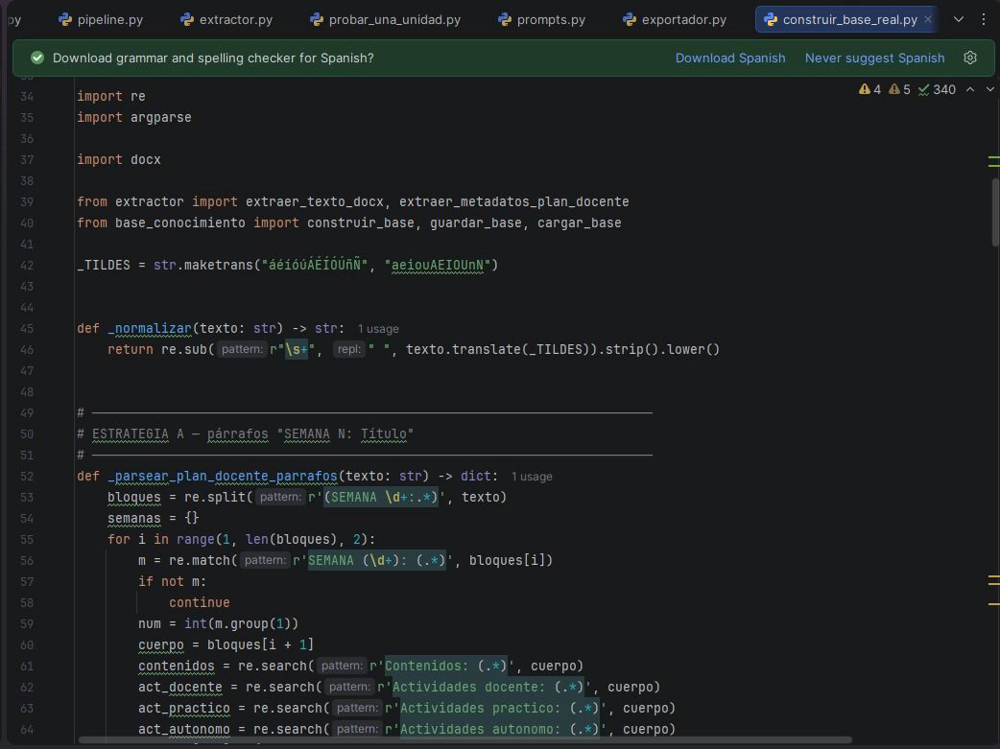 py pipeline.py extractor.py probar_una_unidad.py prompts.py exportador.py construir_base_real.py
Download grammar and spelling checker for Spanish? Download Spanish Never suggest Spanish
4 5 340
34 import re
35 import argparse
36
37 import docx
38
39 from extractor import extraer_texto_docx, extraer_metadatos_plan_docente
40 from base_conocimiento import construir_base, guardar_base, cargar_base
41
42 _TILDES = str.maketrans("áéíóúÁÉÍÓÚñÑ", "aeiouAEIOUnN")
43
44
45 def _normalizar(texto: str) -> str: 1 usage
46 return re.sub( pattern: r"\s+", repl: " ", texto.translate(_TILDES)).strip().lower()
47
48
49 # ─────────────────────────────────────────────────────────────────────────
50 # ESTRATEGIA A — párrafos "SEMANA N: Título"
51 # ─────────────────────────────────────────────────────────────────────────
52 def _parsear_plan_docente_parrafos(texto: str) -> dict: 1 usage
53 bloques = re.split( pattern: r'(SEMANA \d+:.*)', texto)
54 semanas = {}
55 for i in range(1, len(bloques), 2):
56 m = re.match( pattern: r'SEMANA (\d+): (.*)', bloques[i])
57 if not m:
58 continue
59 num = int(m.group(1))
60 cuerpo = bloques[i + 1]
61 contenidos = re.search( pattern: r'Contenidos: (.*)', cuerpo)
62 act_docente = re.search( pattern: r'Actividades docente: (.*)', cuerpo)
63 act_practico = re.search( pattern: r'Actividades practico: (.*)', cuerpo)
64 act_autonomo = re.search( pattern: r'Actividades autonomo: (.*)', cuerpo)